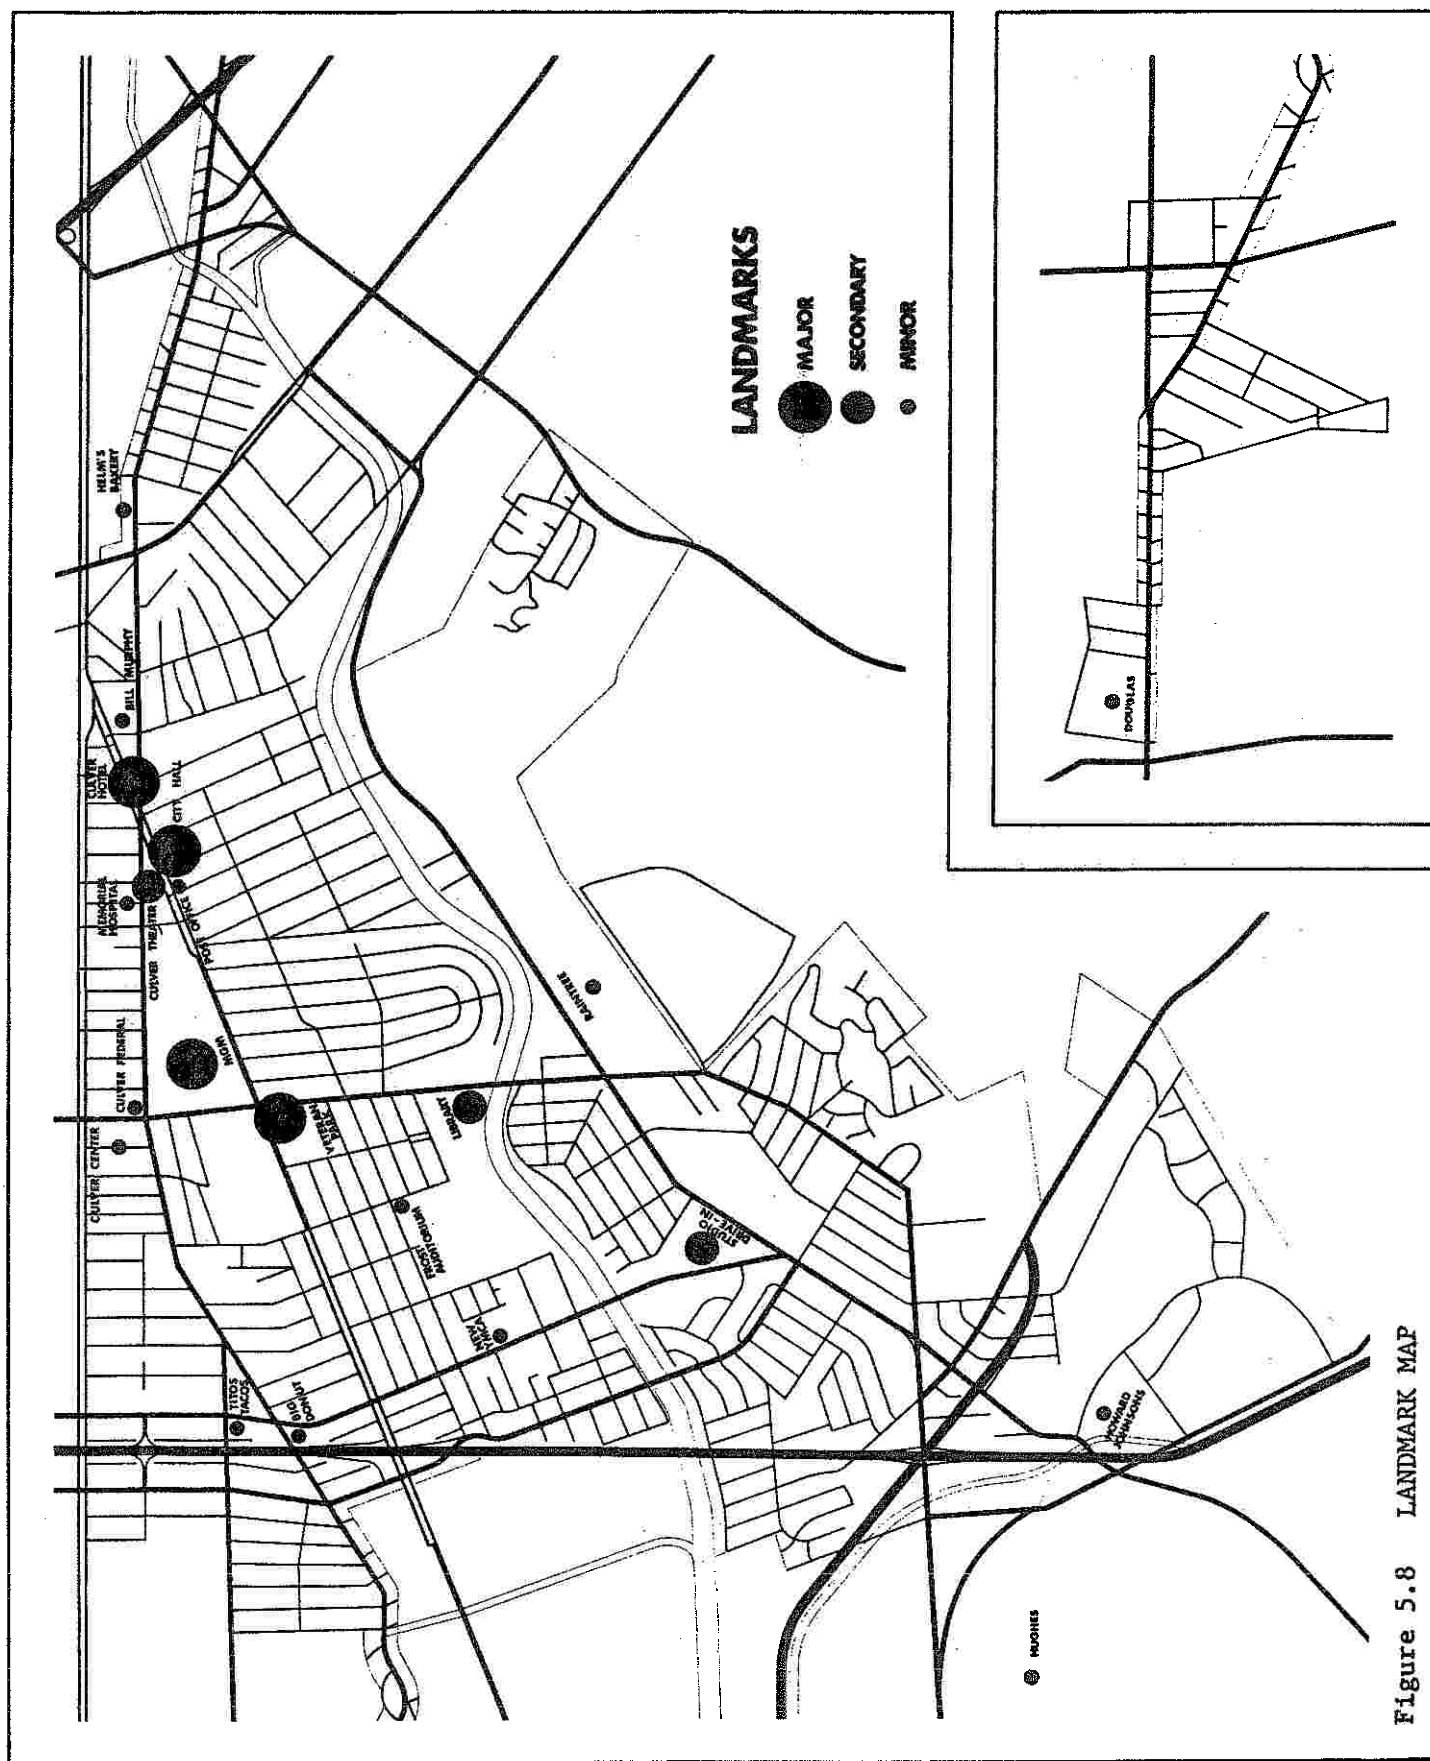 HELM'S
BAKERY
BILL MURPHY
CULVER
HOTEL
CITY HALL
MEMORIAL
HOSPITAL
CULVER THEATER
POST OFFICE
CULVER FEDERAL
MGM
CULVER CENTER
VETERAN
PARK
LIBRARY
RAINTREE
FROST
AUDITORIUM
STUDIO
DRIVE-IN
NEW
YMCA
TITOS
TACOS
BIG
DONUT
HOWARD
JOHNSONS
HUGHES
LANDMARKS
MAJOR
SECONDARY
MINOR
DOUGLAS
Figure 5.8 LANDMARK MAP